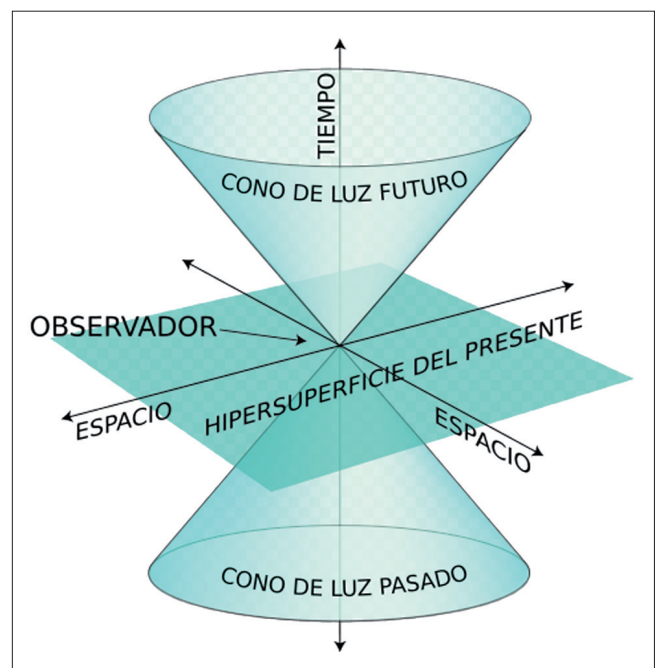 TIEMPO
CONO DE LUZ FUTURO
OBSERVADOR
HIPERSUPERFICIE DEL PRESENTE
ESPACIO
ESPACIO
CONO DE LUZ PASADO